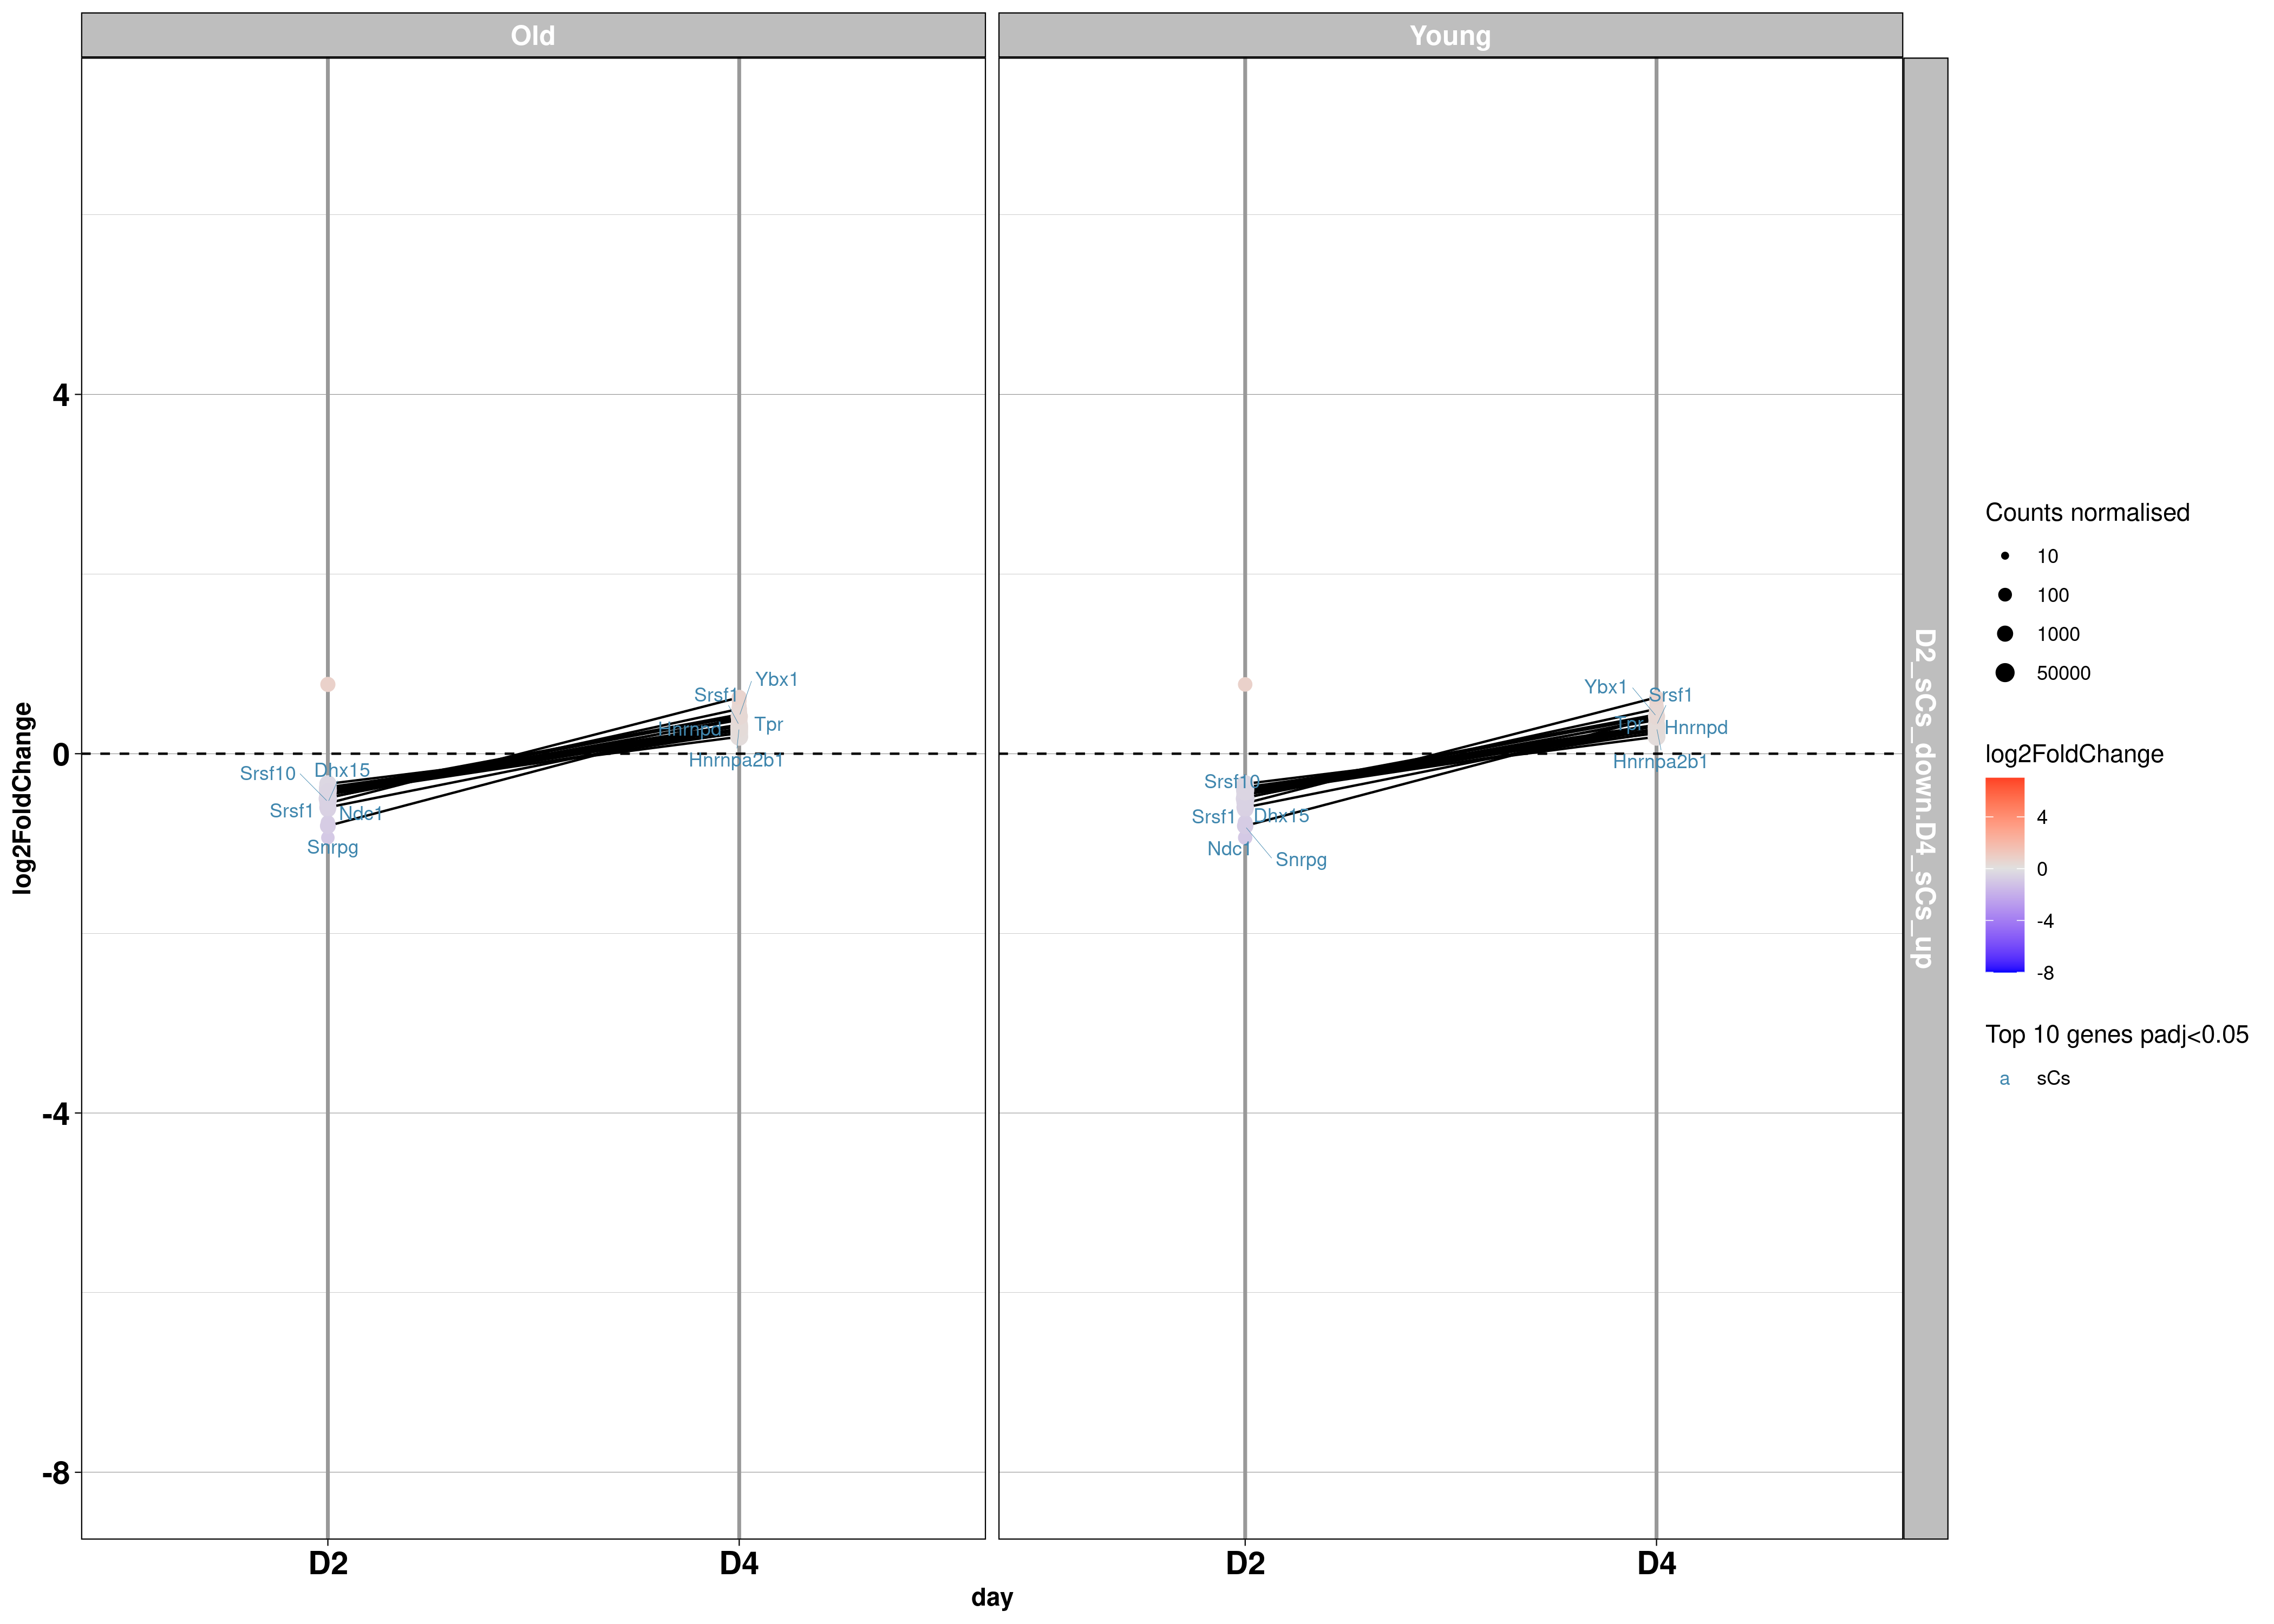 Old
Young
4
0
-4
-8
log2FoldChange
Ybx1
Srsf1
Tpr
Hnrnpd
Hnrnpa2b1
Srsf10
Dhx15
Srsf1
Ndc1
Snrpg
Ybx1
Srsf1
Tpr
Hnrnpd
Hnrnpa2b1
Srsf10
Srsf1
Dhx15
Ndc1
Snrpg
D2_sCs_down.D4_sCs_up
D2
D4
D2
D4
day
Counts normalised
10
100
1000
50000
log2FoldChange
4
0
-4
-8
Top 10 genes padj<0.05
a sCs